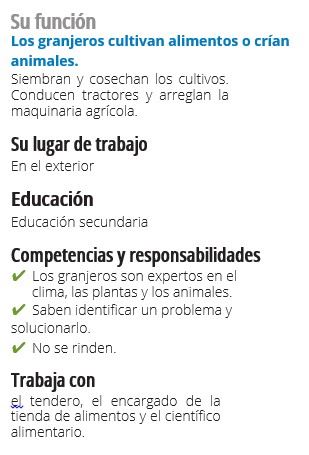 Su función
Los granjeros cultivan alimentos o crían
animales.
Siembran y cosechan los cultivos.
Conducen tractores y arreglan la
maquinaria agrícola.
Su lugar de trabajo
En el exterior
Educación
Educación secundaria
Competencias y responsabilidades
✔ Los granjeros son expertos en el
clima, las plantas y los animales.
✔ Saben identificar un problema y
solucionarlo.
✔ No se rinden.
Trabaja con
el tendero, el encargado de la
tienda de alimentos y el científico
alimentario.